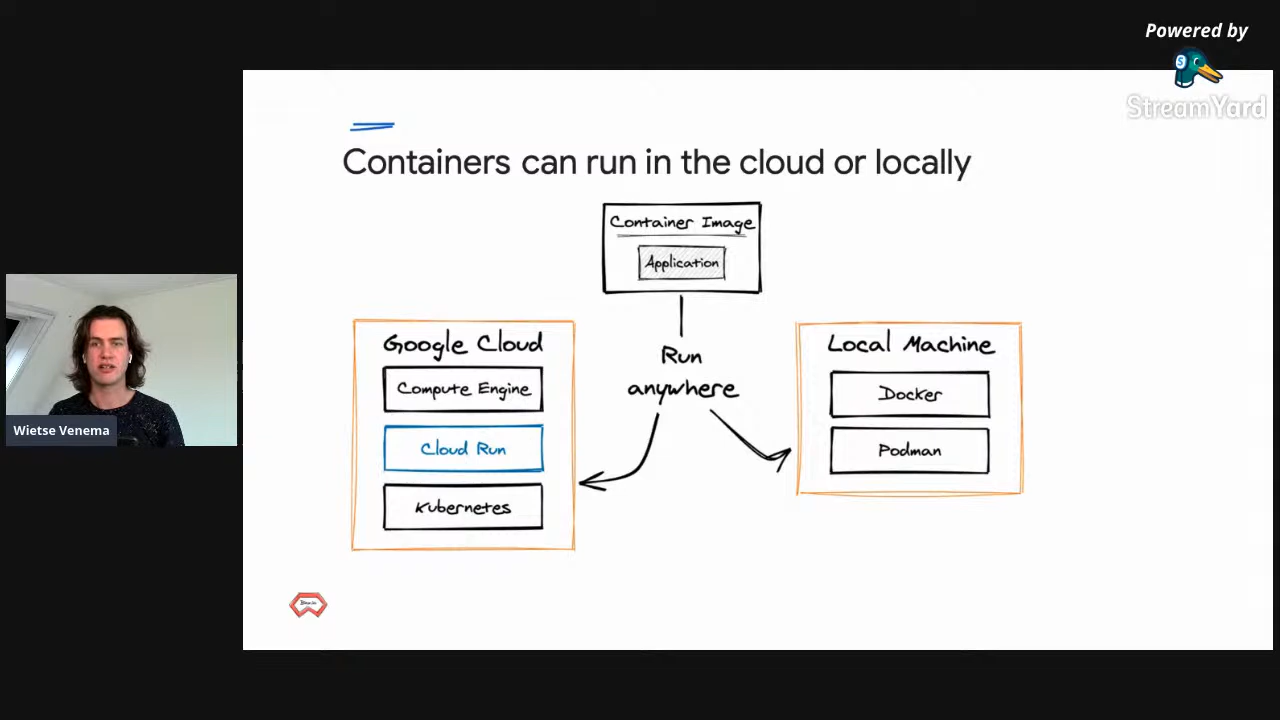 Powered by
StreamYard
Containers can run in the cloud or locally
Container Image
Application
Run
anywhere
Google Cloud
Compute Engine
Cloud Run
Kubernetes
Local Machine
Docker
Podman
Wietse Venema